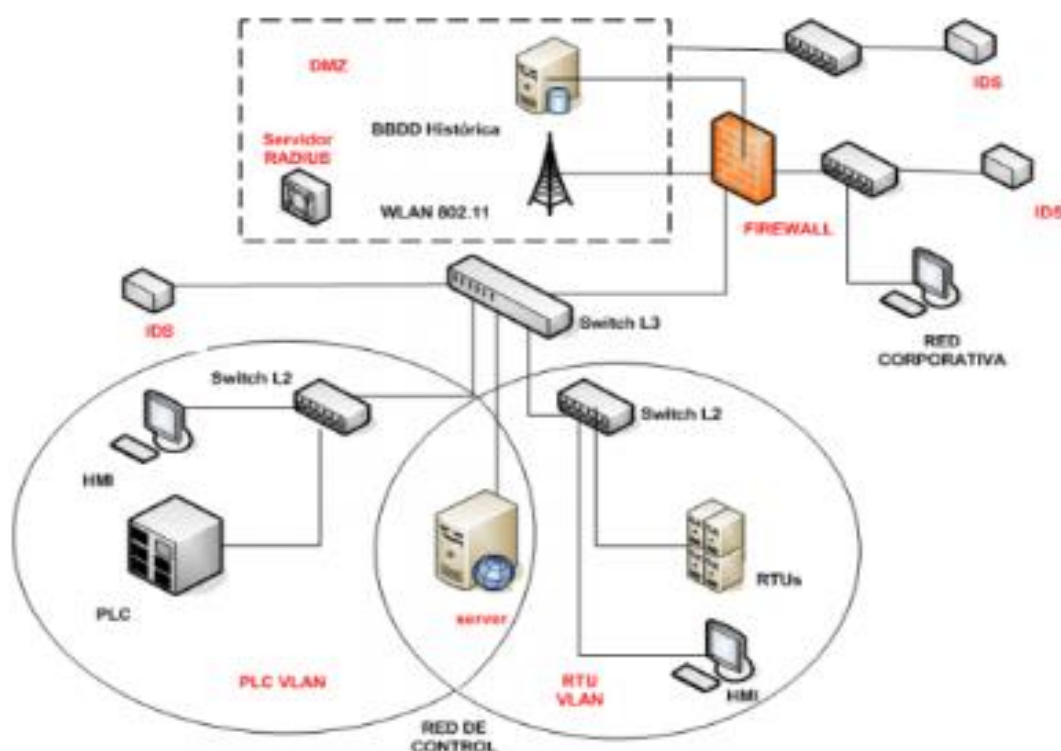 DMZ
IDS
BBDD Histórica
Servidor
RADIUS
WLAN 802.11
FIREWALL
IDS
IDS
Switch L3
RED
CORPORATIVA
Switch L2
Switch L2
HMI
PLC
RTUs
server
PLC VLAN
RTU
VLAN
HMI
RED DE
CONTROL